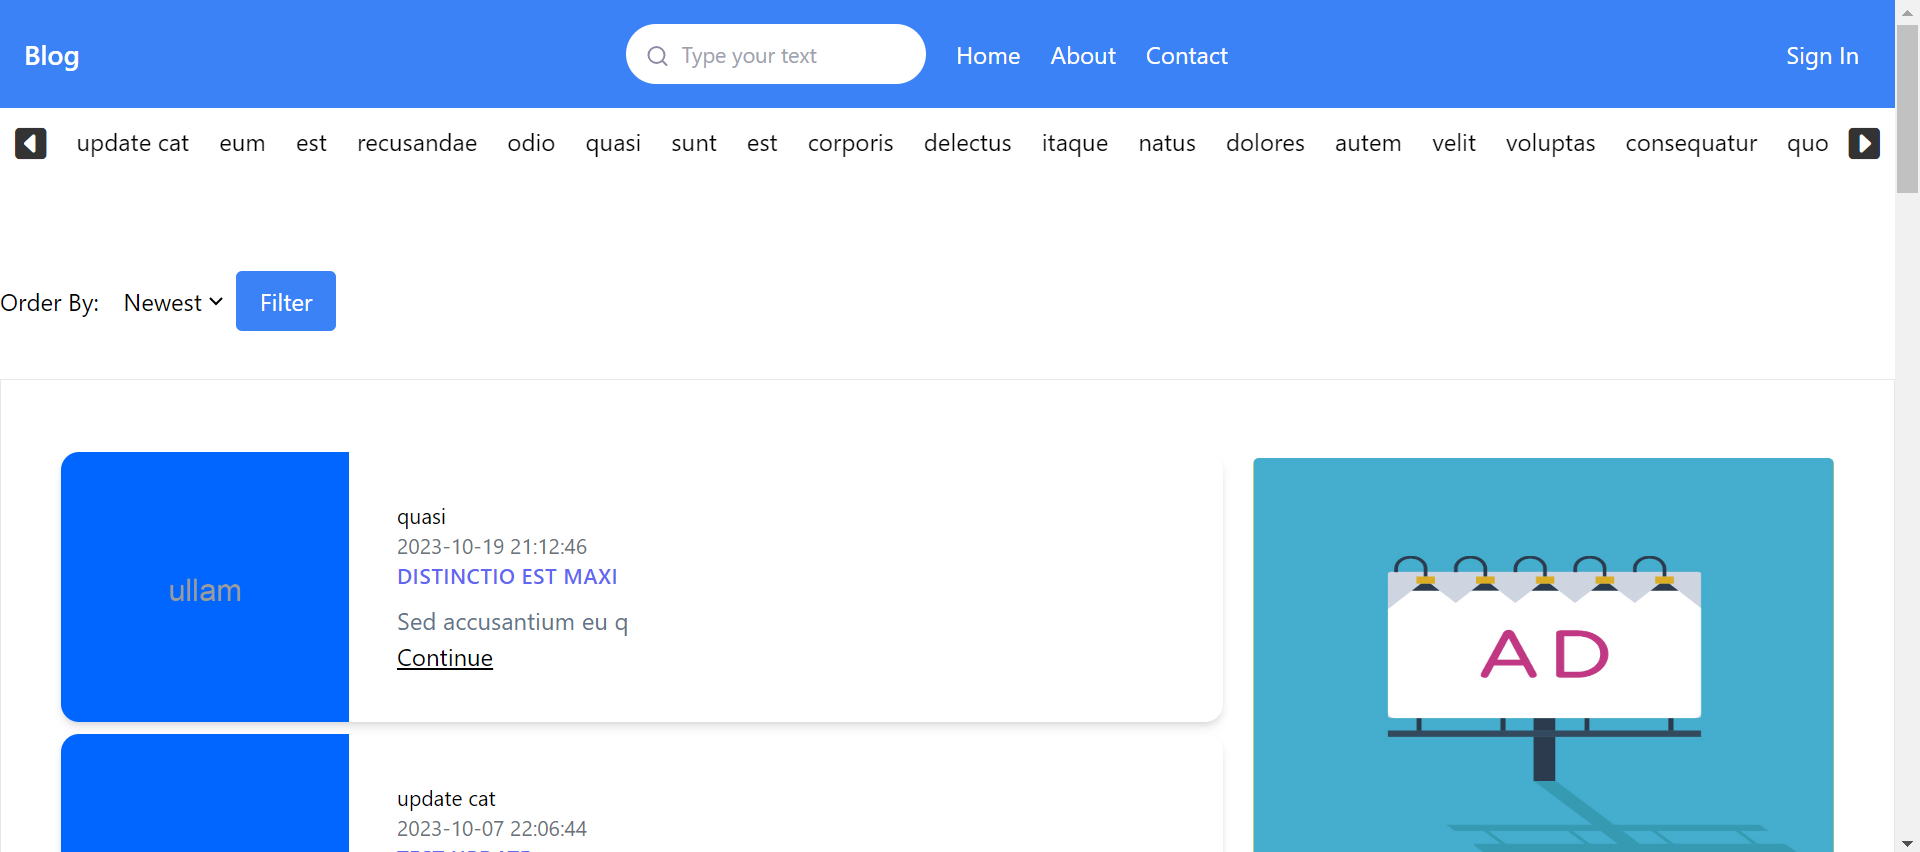 Blog
Type your text
Home About Contact
Sign In
update cat eum est recusandae odio quasi sunt est corporis delectus itaque natus dolores autem velit voluptas consequatur quo
Order By: Newest Filter
ullam
quasi
2023-10-19 21:12:46
DISTINCTIO EST MAXI
Sed accusantium eu q
Continue
AD
update cat
2023-10-07 22:06:44
TEST UPDATE